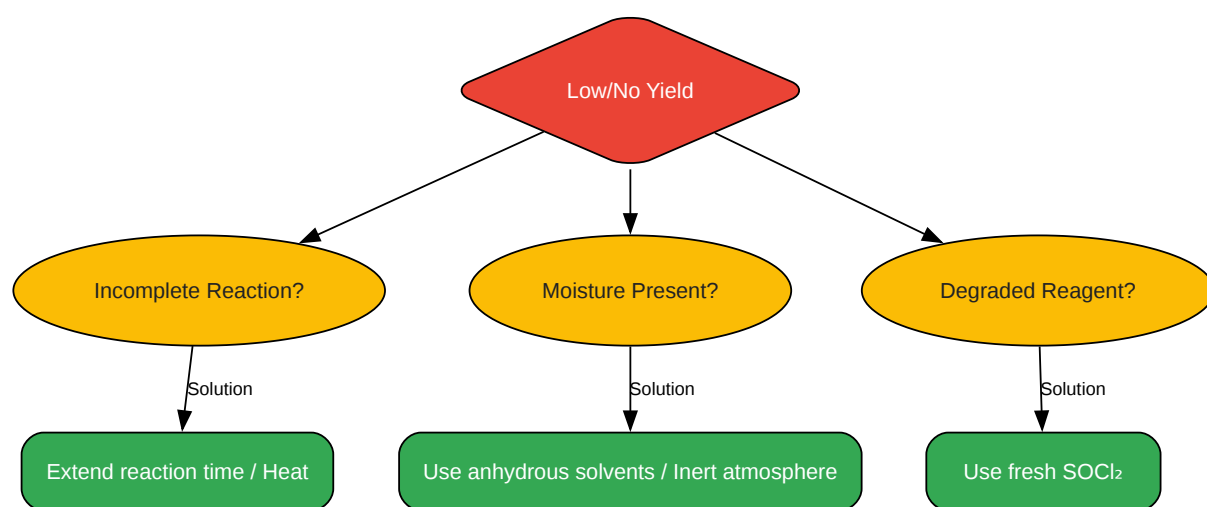 Low/No Yield
Incomplete Reaction?
Moisture Present?
Degraded Reagent?
Solution
Solution
Solution
Extend reaction time / Heat
Use anhydrous solvents / Inert atmosphere
Use fresh SOCl₂